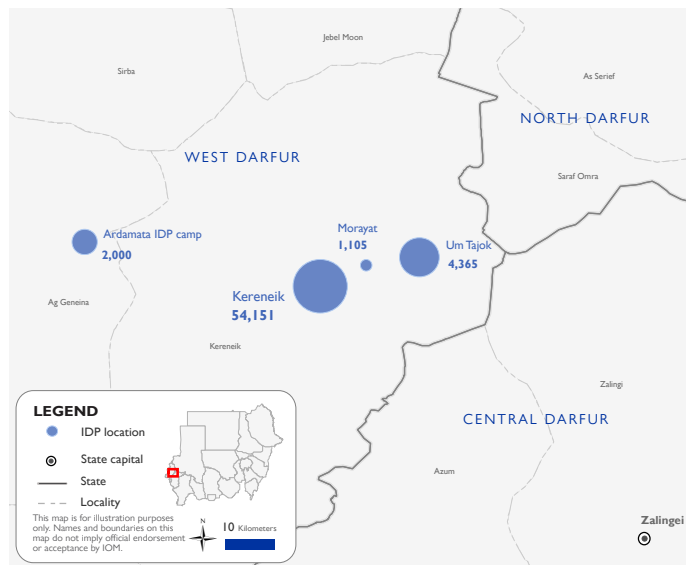 Jebel Moon
Sirba
As Serief
NORTH DARFUR
WEST DARFUR
Saraf Omra
Ardamata IDP camp
2,000
Morayat
1,105
Um Tajok
4,365
Kereneik
54,151
Ag Geneina
Kereneik
Zalingi
CENTRAL DARFUR
Azum
Zalingei
LEGEND
IDP location
State capital
State
Locality
This map is for illustration purposes
only. Names and boundaries on this
map do not imply official endorsement
or acceptance by IOM.
N
10 Kilometers